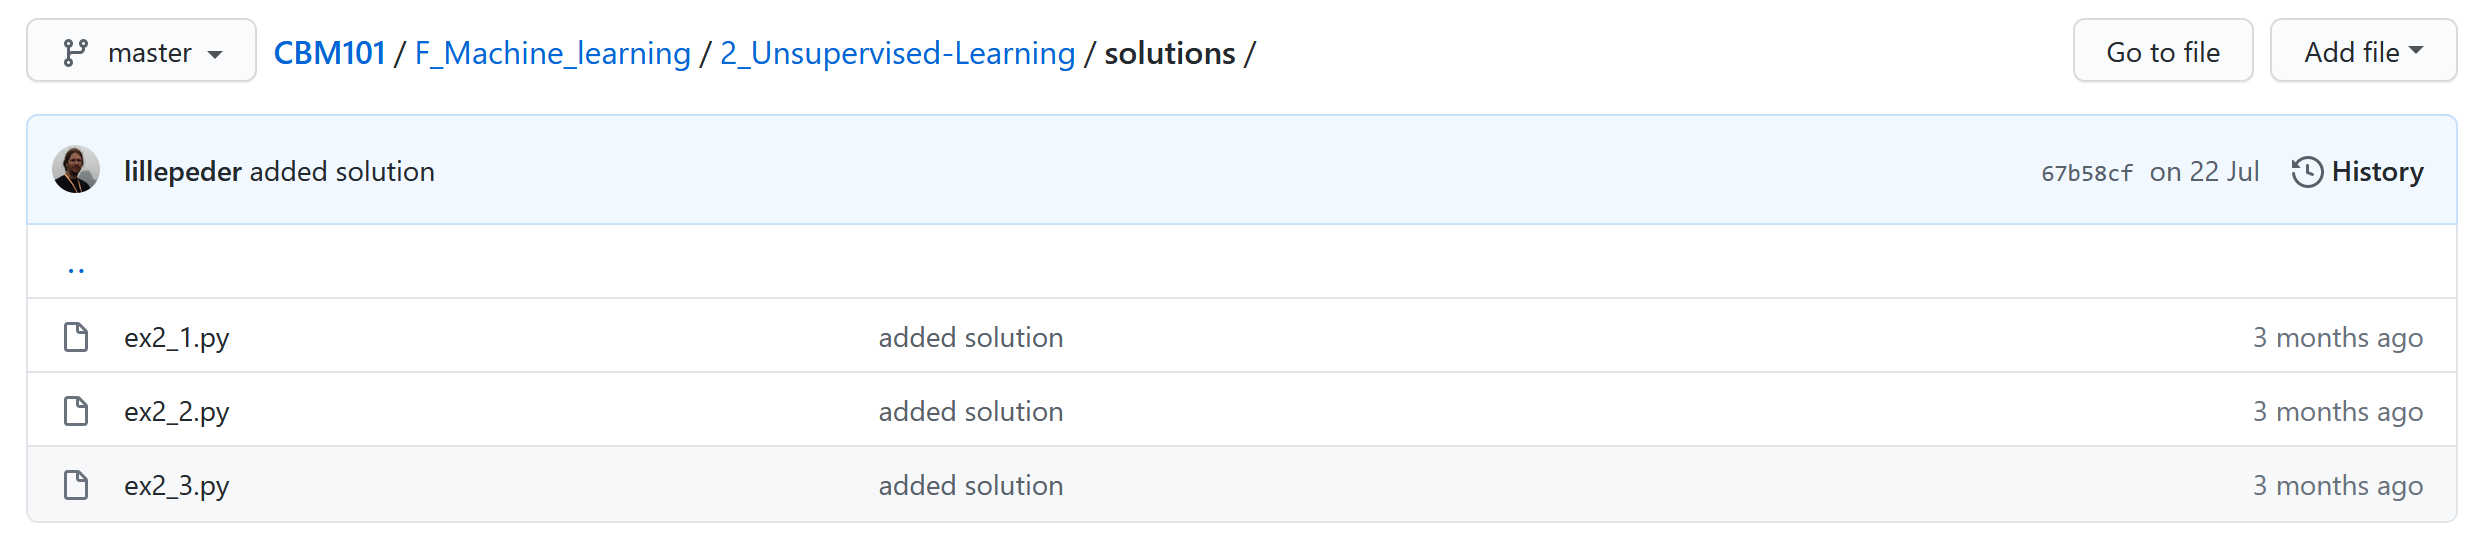 master CBM101 / F_Machine_learning / 2_Unsupervised-Learning / solutions / Go to file Add file
lillepeder added solution 67b58cf on 22 Jul History
..
ex2_1.py added solution 3 months ago
ex2_2.py added solution 3 months ago
ex2_3.py added solution 3 months ago